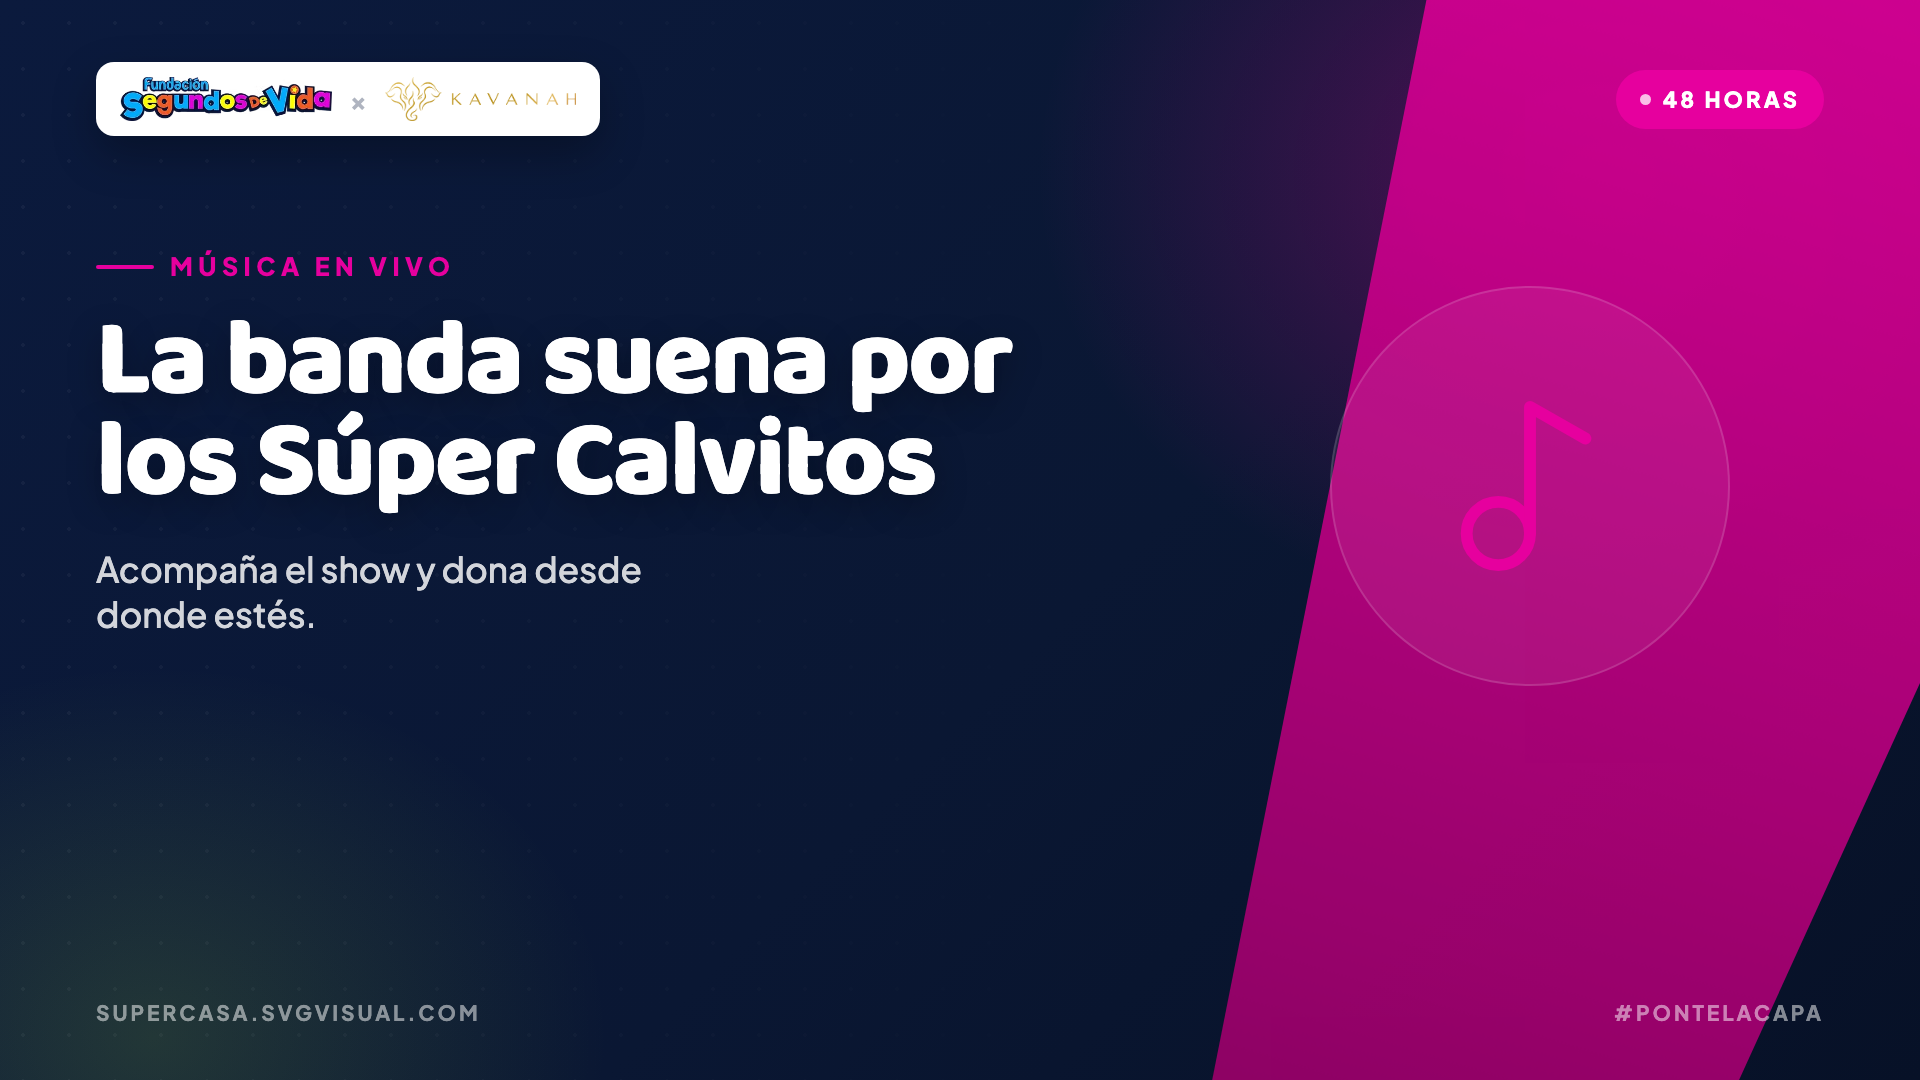 Fundación
Segundos DE Vida × KAVANAH
48 HORAS
MÚSICA EN VIVO
La banda suena por
los Súper Calvitos
Acompaña el show y dona desde
donde estés.
SUPERCASA.SVGVISUAL.COM
#PONTELACAPA